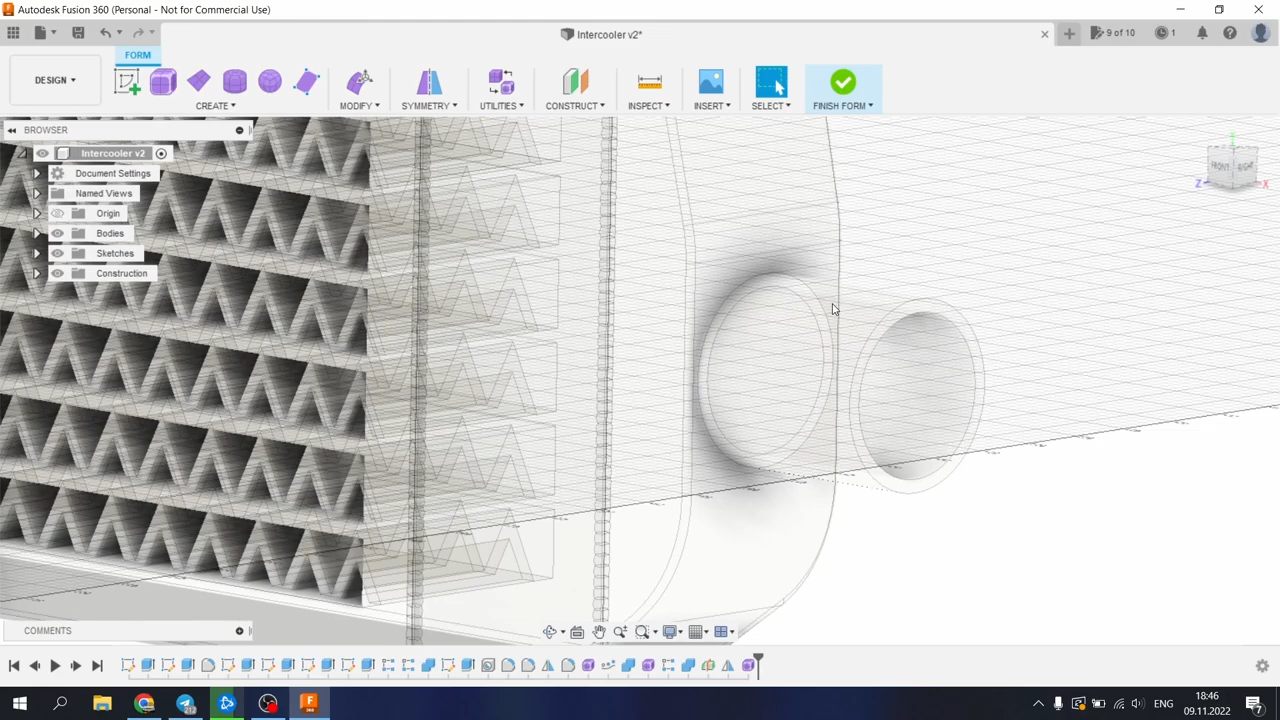 Autodesk Fusion 360 (Personal - Not for Commercial Use)
Intercooler v2*
9 of 10
1
FORM
DESIGN
CREATE
MODIFY
SYMMETRY
UTILITIES
CONSTRUCT
INSPECT
INSERT
SELECT
FINISH FORM
BROWSER
Intercooler v2
Document Settings
Named Views
Origin
Bodies
Sketches
Construction
FRONT
RIGHT
Z
X
COMMENTS
ENG
18:46
09.11.2022